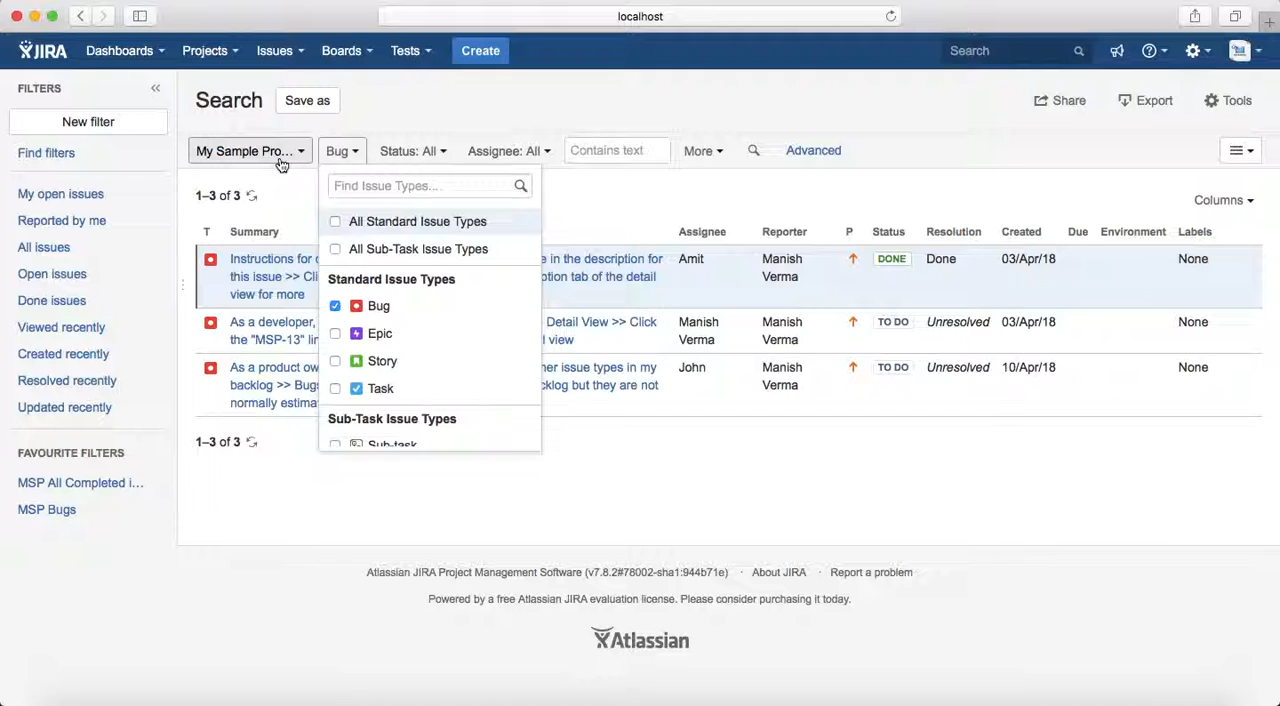 localhost
JIRA Dashboards Projects Issues Boards Tests Create Search
FILTERS
New filter
Find filters
My open issues
Reported by me
All issues
Open issues
Done issues
Viewed recently
Created recently
Resolved recently
Updated recently
FAVOURITE FILTERS
MSP All Completed i...
MSP Bugs
Search Save as Share Export Tools
My Sample Pro... Bug Status: All Assignee: All Contains text More Advanced
1–3 of 3
Columns
Find Issue Types...
All Standard Issue Types
All Sub-Task Issue Types
Standard Issue Types
Bug
Epic
Story
Task
Sub-Task Issue Types
Sub-task
T Summary Assignee Reporter P Status Resolution Created Due Environment Labels
Instructions for e in the description for Amit Manish DONE Done 03/Apr/18 None
this issue >> ption tab of the detail Verma
view for more
As a developer, Detail View >> Click Manish Manish TO DO Unresolved 03/Apr/18 None
the "MSP-13" il view Verma Verma
As a product her issue types in my John Manish TO DO Unresolved 10/Apr/18 None
backlog >> klog but they are not Verma
normally
1–3 of 3
Atlassian JIRA Project Management Software (v7.8.2#78002-sha1:944b71e) · About JIRA · Report a problem
Powered by a free Atlassian JIRA evaluation license. Please consider purchasing it today.
Atlassian